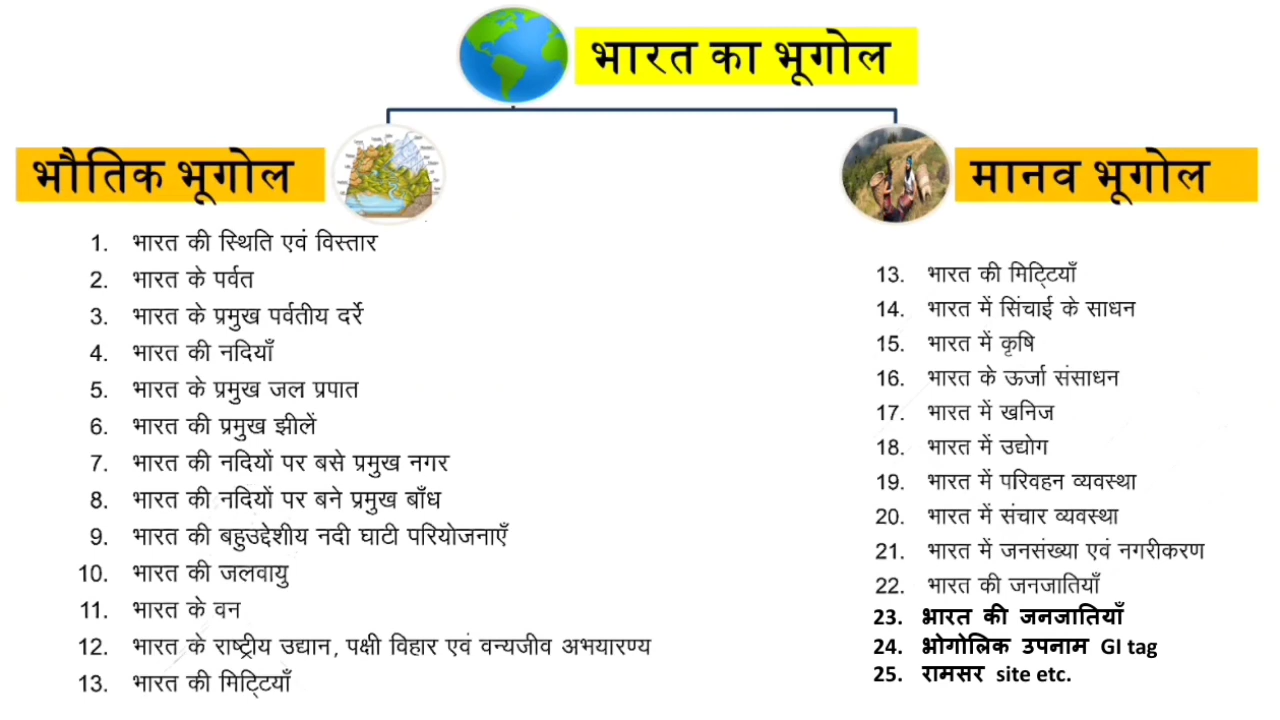 भारत का भूगोल
भौतिक भूगोल
1. भारत की स्थिति एवं विस्तार
2. भारत के पर्वत
3. भारत के प्रमुख पर्वतीय दर्रे
4. भारत की नदियाँ
5. भारत के प्रमुख जल प्रपात
6. भारत की प्रमुख झीलें
7. भारत की नदियों पर बसे प्रमुख नगर
8. भारत की नदियों पर बने प्रमुख बाँध
9. भारत की बहुउद्देशीय नदी घाटी परियोजनाएँ
10. भारत की जलवायु
11. भारत के वन
12. भारत के राष्ट्रीय उद्यान, पक्षी विहार एवं वन्यजीव अभयारण्य
13. भारत की मिट्टियाँ
मानव भूगोल
13. भारत की मिट्टियाँ
14. भारत में सिंचाई के साधन
15. भारत में कृषि
16. भारत के ऊर्जा संसाधन
17. भारत में खनिज
18. भारत में उद्योग
19. भारत में परिवहन व्यवस्था
20. भारत में संचार व्यवस्था
21. भारत में जनसंख्या एवं नगरीकरण
22. भारत की जनजातियाँ
23. भारत की जनजातियाँ
24. भोगोलिक उपनाम GI tag
25. रामसर site etc.